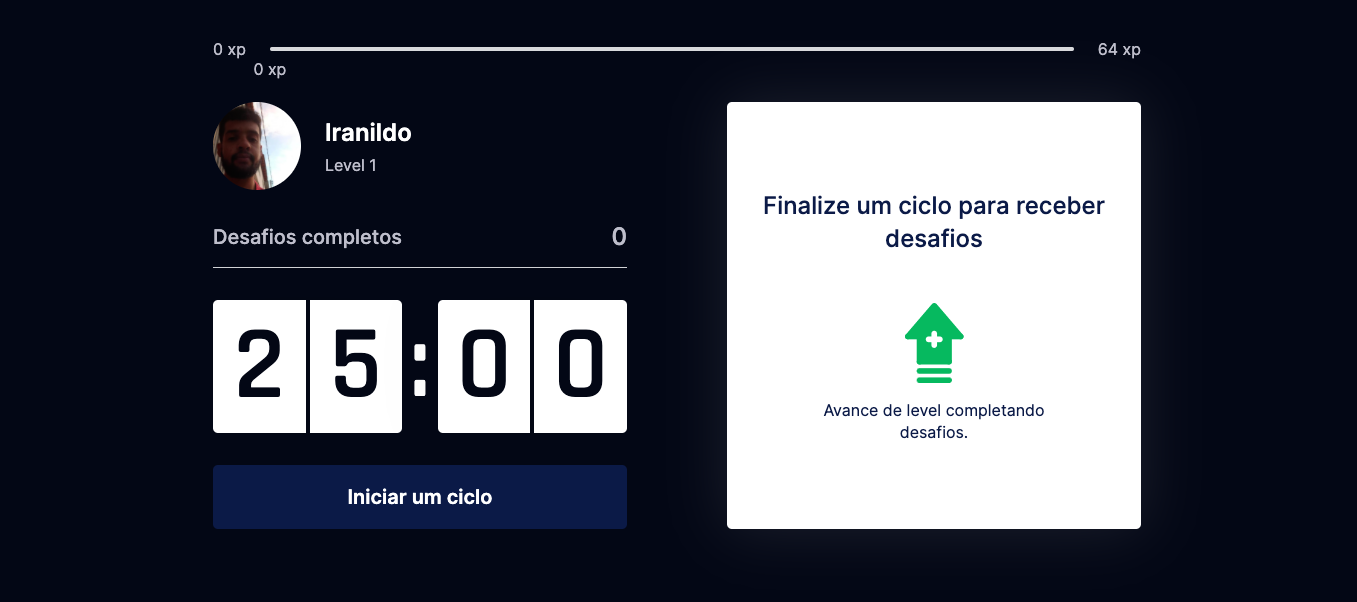 0 xp
64 xp
0 xp
Iranildo
Level 1
Desafios completos 0
25:00
Iniciar um ciclo
Finalize um ciclo para receber
desafios
Avance de level completando
desafios.